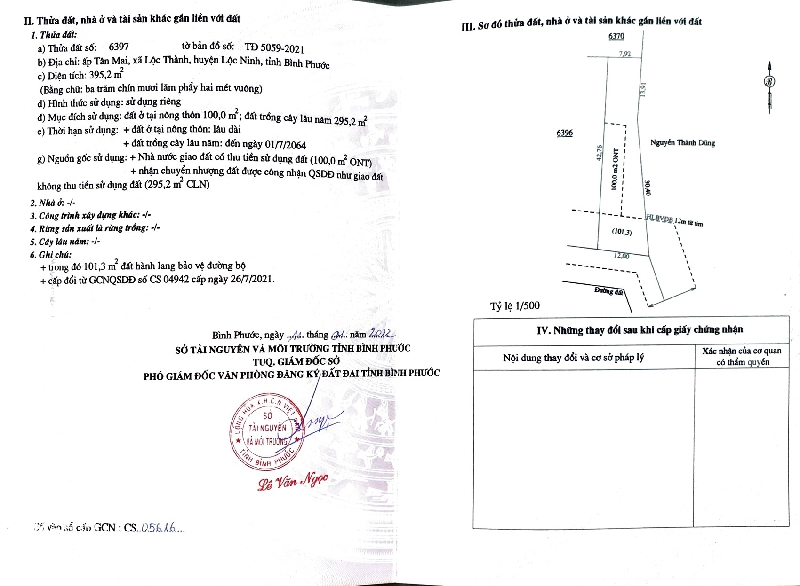 II. Thửa đất, nhà ở và tài sản khác gắn liền với đất
1. Thửa đất:
a) Thửa đất số: 6397 tờ bản đồ số: TĐ 5059-2021
b) Địa chỉ: ấp Tân Mai, xã Lộc Thành, huyện Lộc Ninh, tỉnh Bình Phước
c) Diện tích: 395,2 m2
(Bằng chữ: ba trăm chín mươi lăm phẩy hai mét vuông)
d) Hình thức sử dụng: sử dụng riêng
đ) Mục đích sử dụng: đất ở tại nông thôn 100,0 m2; đất trồng cây lâu năm 295,2 m2
e) Thời hạn sử dụng: + đất ở tại nông thôn: lâu dài
+ đất trồng cây lâu năm: đến ngày 01/7/2064
g) Nguồn gốc sử dụng: + Nhà nước giao đất có thu tiền sử dụng đất (100,0 m2 ONT)
+ nhận chuyển nhượng đất được công nhận QSDĐ như giao đất
không thu tiền sử dụng đất (295,2 m2 CLN)
2. Nhà ở: -/-
3. Công trình xây dựng khác: -/-
4. Rừng sản xuất là rừng trồng: -/-
5. Cây lâu năm: -/-
6. Ghi chú:
+ trong đó 101,3 m2 đất hành lang bảo vệ đường bộ
+ cấp đổi từ GCNQSDĐ số CS 04942 cấp ngày 26/7/2021.
Bình Phước, ngày tháng năm 2022
SỞ TÀI NGUYÊN VÀ MÔI TRƯỜNG TỈNH BÌNH PHƯỚC
TUQ. GIÁM ĐỐC SỞ
PHÓ GIÁM ĐỐC VĂN PHÒNG ĐĂNG KÝ ĐẤT ĐAI TỈNH BÌNH PHƯỚC
SỞ
TÀI NGUYÊN
VÀ MÔI TRƯỜNG
TỈNH BÌNH PHƯỚC
Lê Văn Ngọc
số cấp GCN : CS 05616
III. Sơ đồ thửa đất, nhà ở và tài sản khác gắn liền với đất
6370
7,92
13,91
6396
Nguyễn Thành Dũng
42,76
100,0 m2 ONT
30,40
HLBVĐB 12m từ tim
(101,3)
12,00
Đường đất
Tỷ lệ 1/500
IV. Những thay đổi sau khi cấp giấy chứng nhận
Nội dung thay đổi và cơ sở pháp lý
Xác nhận của cơ quan
có thẩm quyền